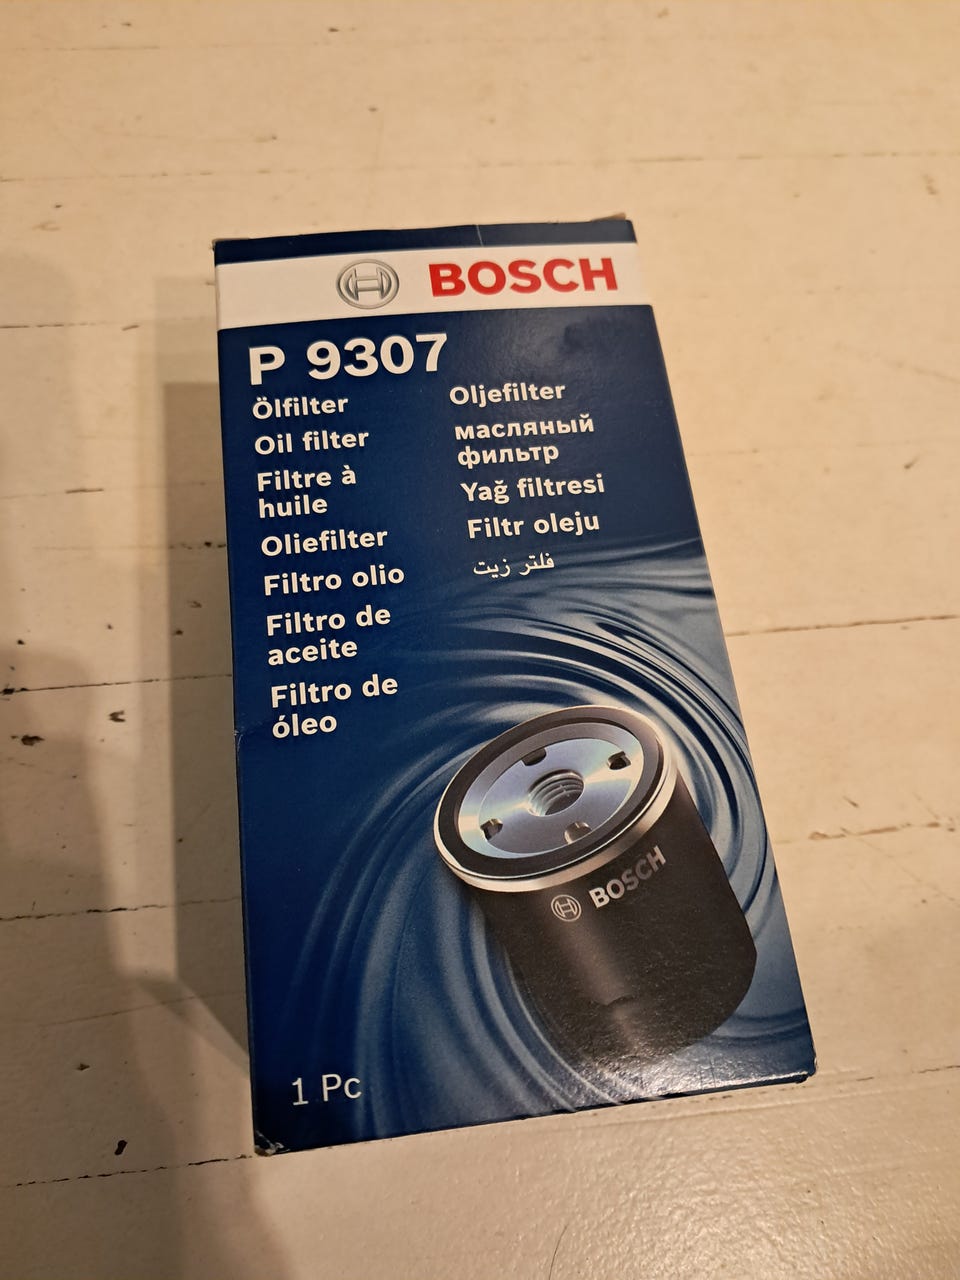 BOSCH
P 9307
Ölfilter
Oil filter
Filtre à
huile
Oliefilter
Filtro olio
Filtro de
aceite
Filtro de
óleo
Oljefilter
масляный
фильтр
Yağ filtresi
Filtr oleju
فلتر زيت
BOSCH
1 Pc